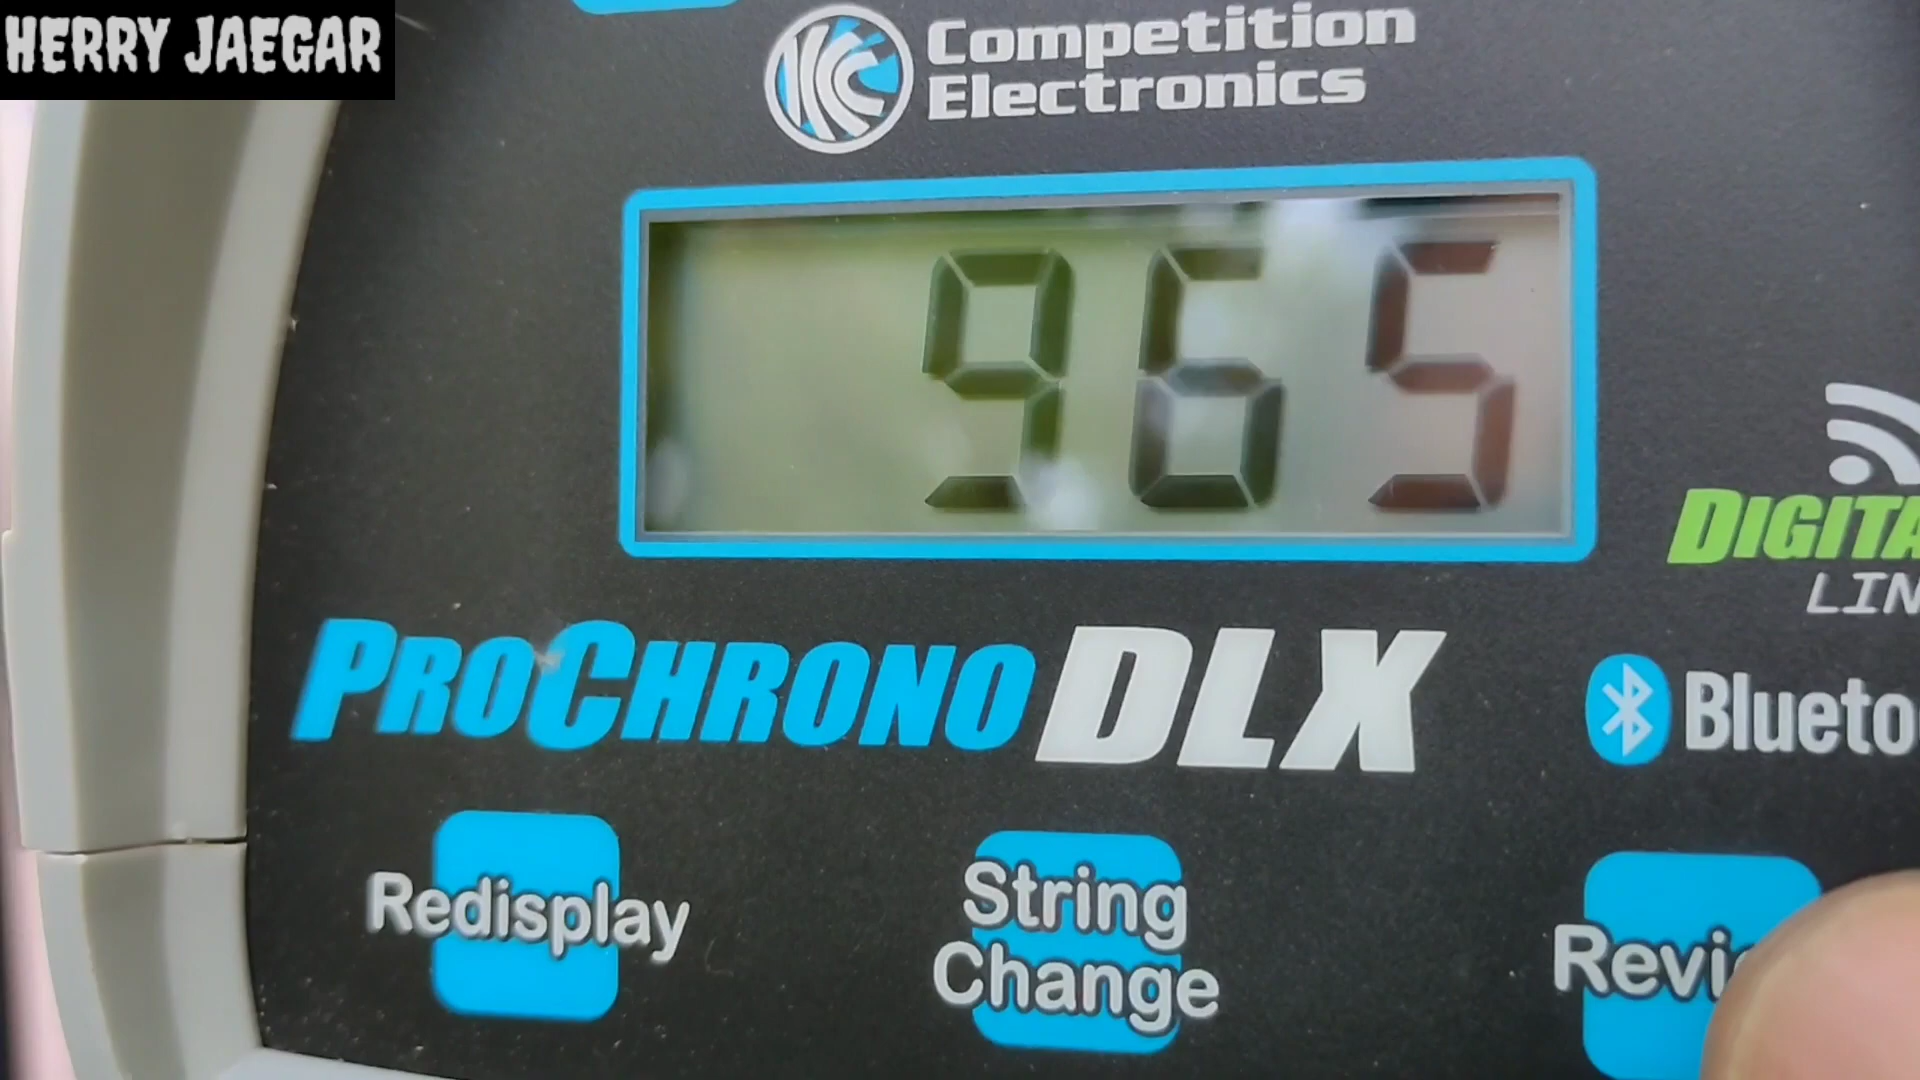 HERRY JAEGAR
Competition
Electronics
965
DIGITA
LIN
PROCHRONO DLX
Blueto
Redisplay
String
Change
Revi